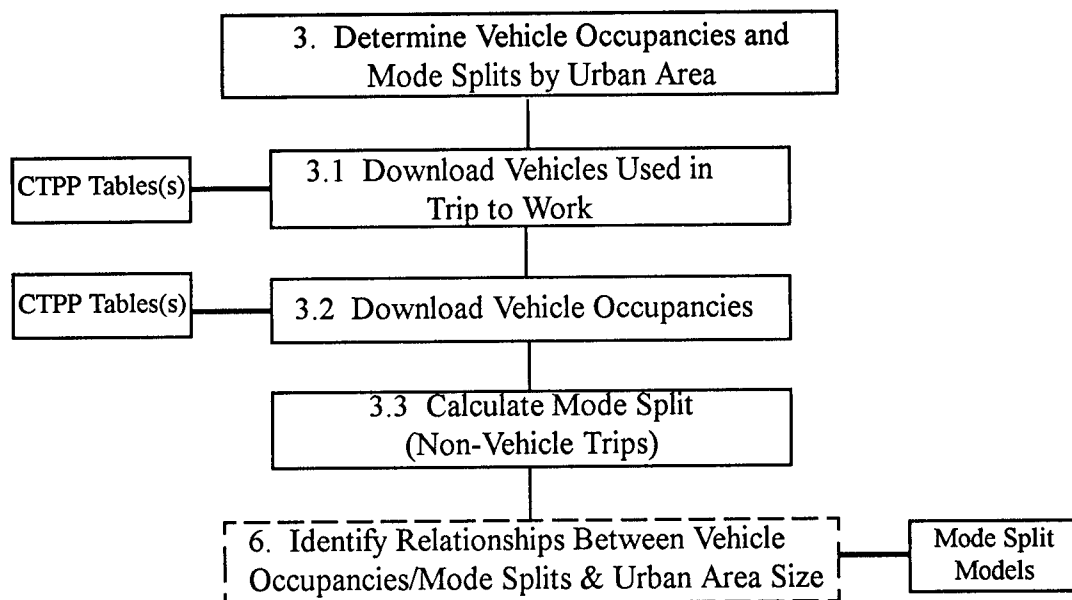 3. Determine Vehicle Occupancies and
Mode Splits by Urban Area
CTPP Tables(s)
3.1 Download Vehicles Used in
Trip to Work
CTPP Tables(s)
3.2 Download Vehicle Occupancies
3.3 Calculate Mode Split
(Non-Vehicle Trips)
6. Identify Relationships Between Vehicle
Occupancies/Mode Splits & Urban Area Size
Mode Split
Models